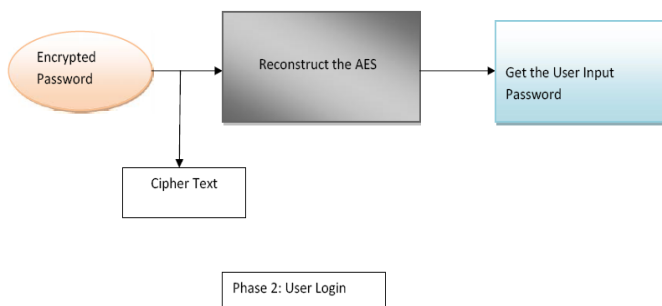 Encrypted
Password
Reconstruct the AES
Get the User Input
Password
Cipher Text
Phase 2: User Login